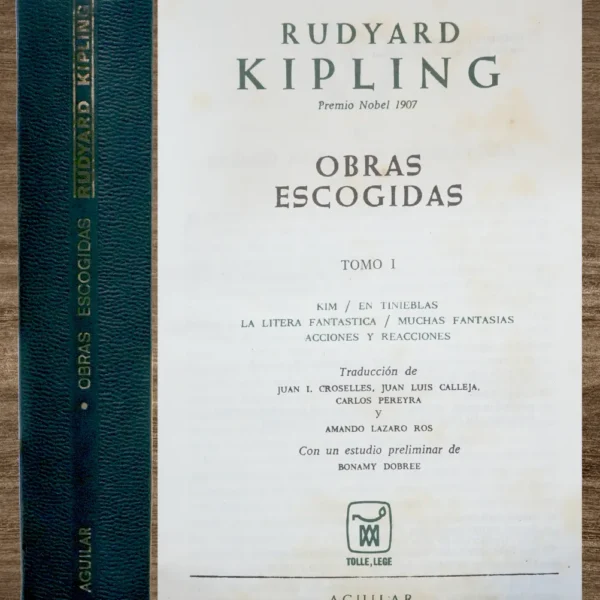 AGUILAR • OBRAS ESCOGIDAS RUDYARD KIPLING
RUDYARD
KIPLING
Premio Nobel 1907
OBRAS
ESCOGIDAS
TOMO I
KIM / EN TINIEBLAS
LA LITERA FANTASTICA / MUCHAS FANTASIAS
ACCIONES Y REACCIONES
Traducción de
JUAN I. CROSELLES, JUAN LUIS CALLEJA,
CARLOS PEREYRA
Y
AMANDO LAZARO ROS
Con un estudio preliminar de
BONAMY DOBREE
TOLLE, LEGE
AGUILAR